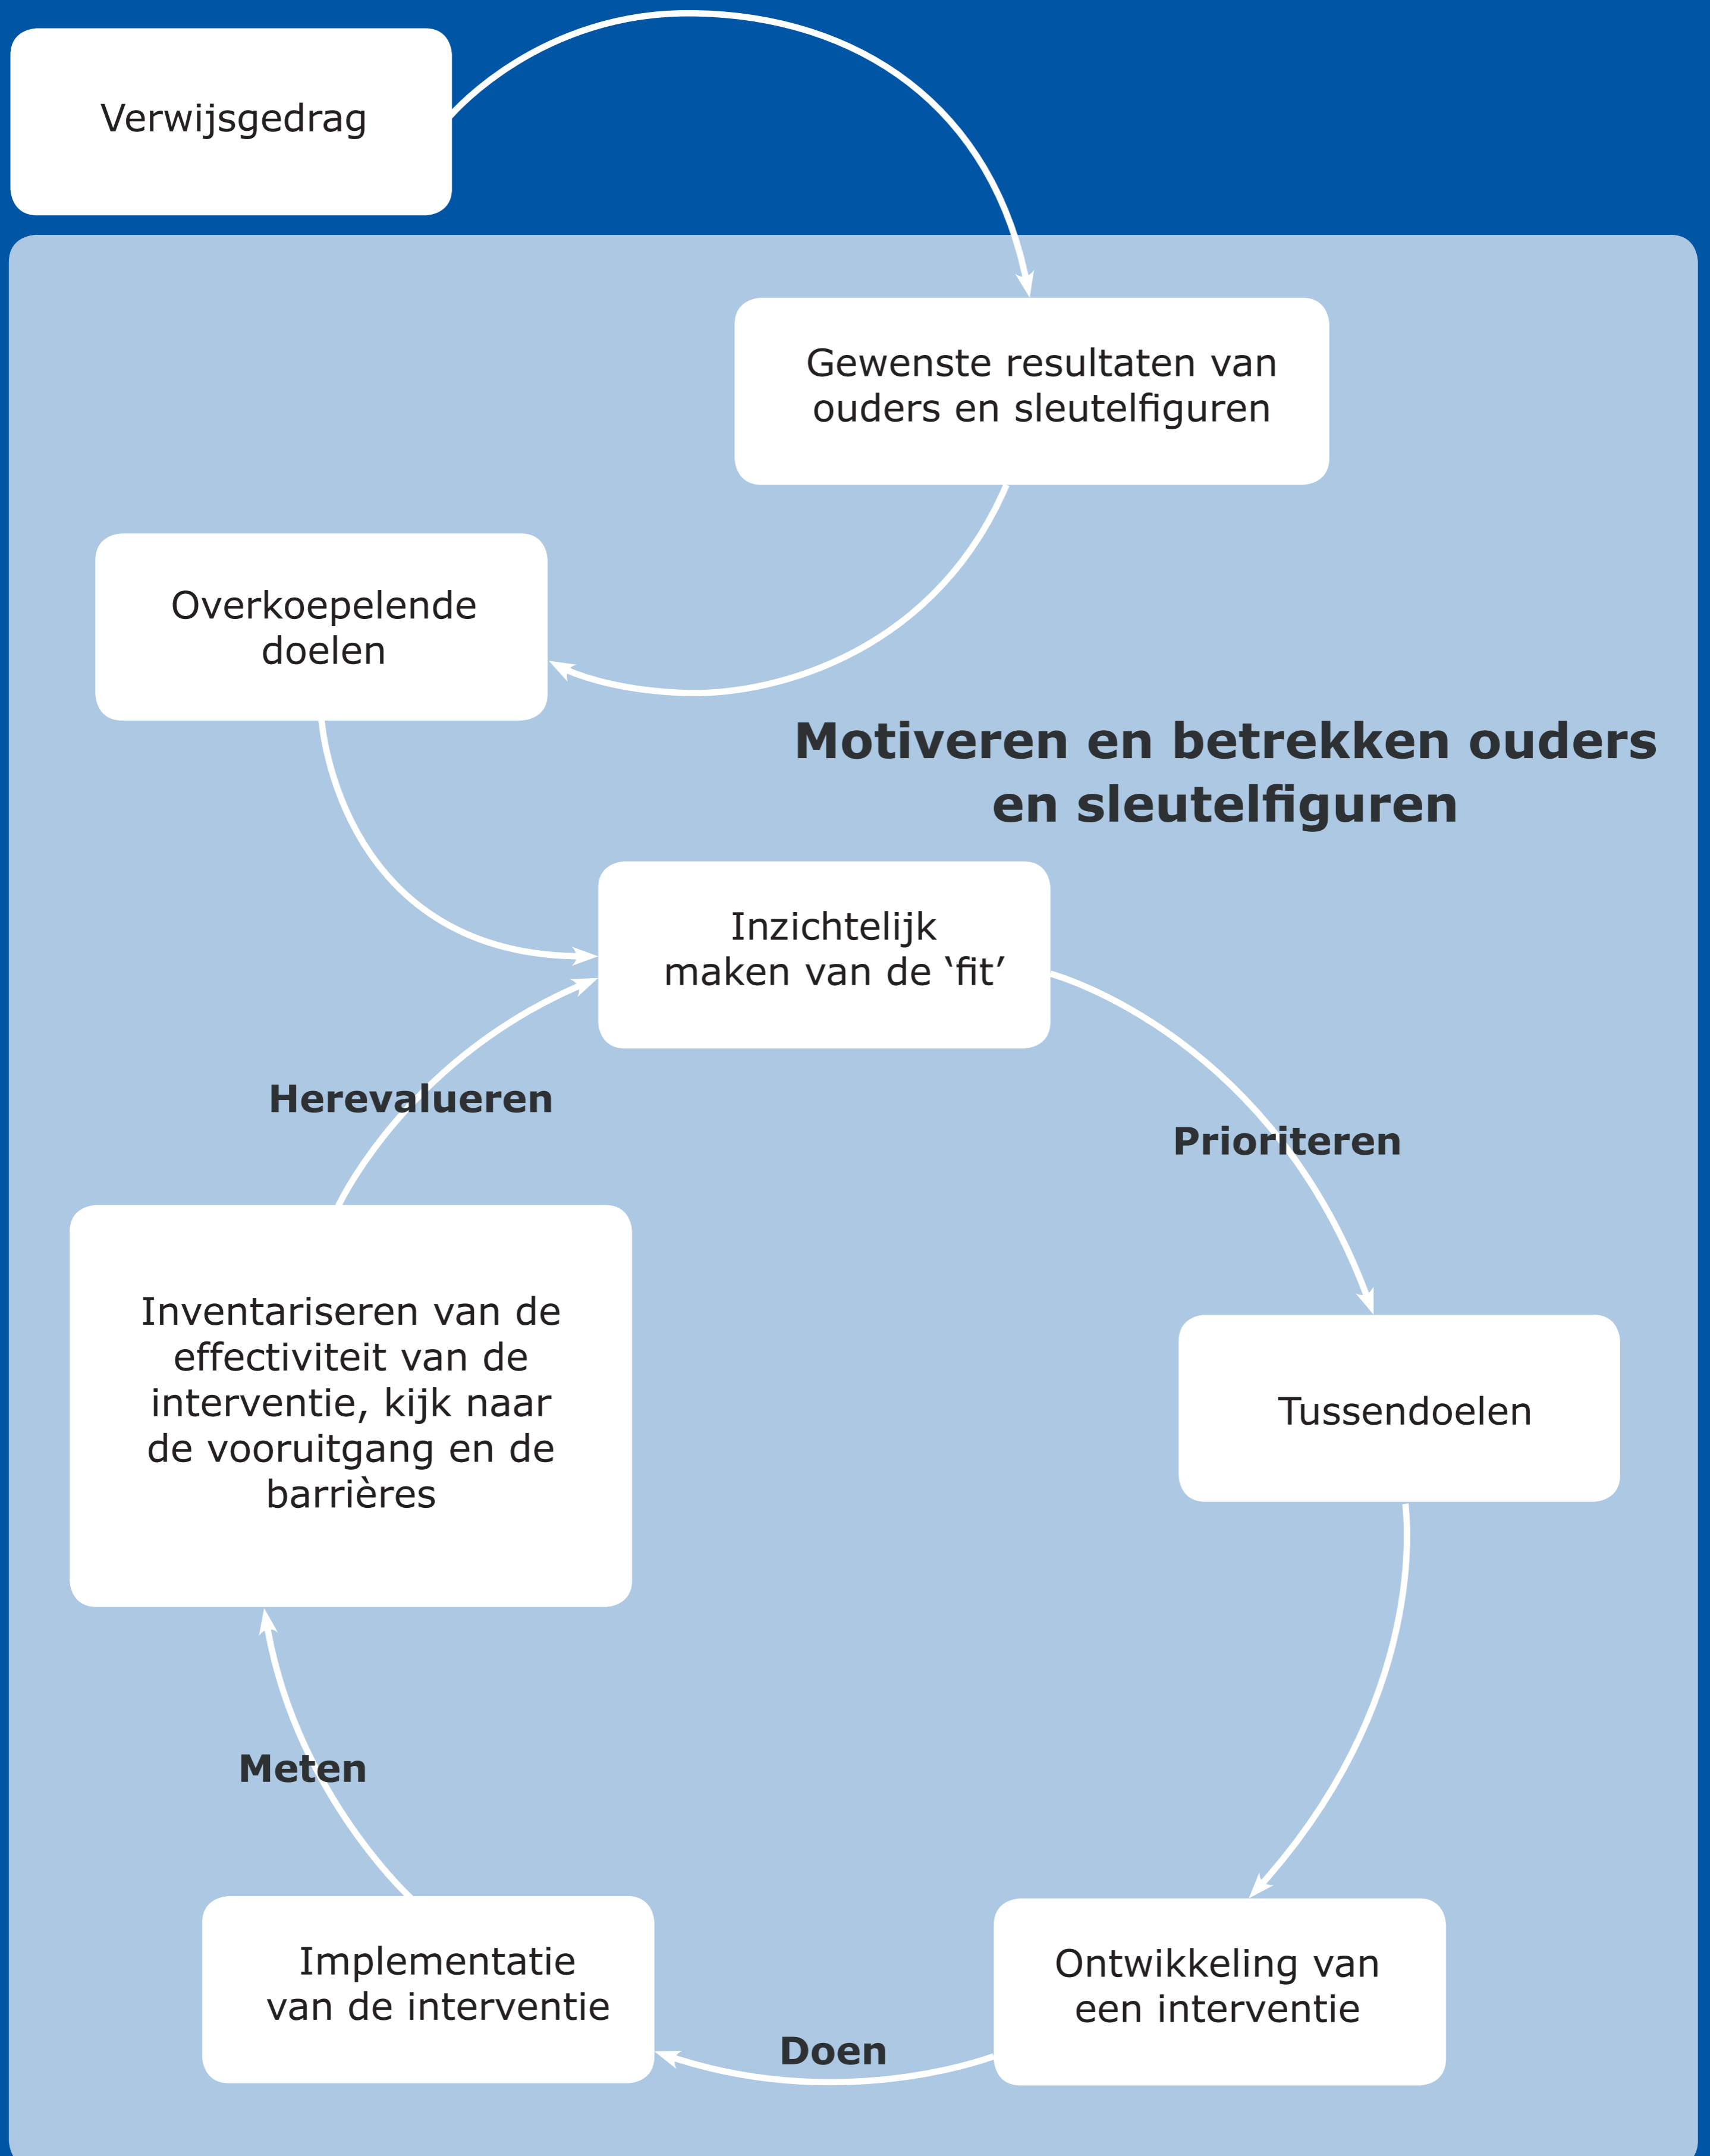 Verwijsgedrag
Gewenste resultaten van
ouders en sleutelfiguren
Overkoepelende
doelen
Motiveren en betrekken ouders
en sleutelfiguren
Inzichtelijk
maken van de ‘fit’
Herevalueren
Prioriteren
Inventariseren van de
effectiviteit van de
interventie, kijk naar
de vooruitgang en de
barrières
Tussendoelen
Meten
Implementatie
van de interventie
Ontwikkeling van
een interventie
Doen